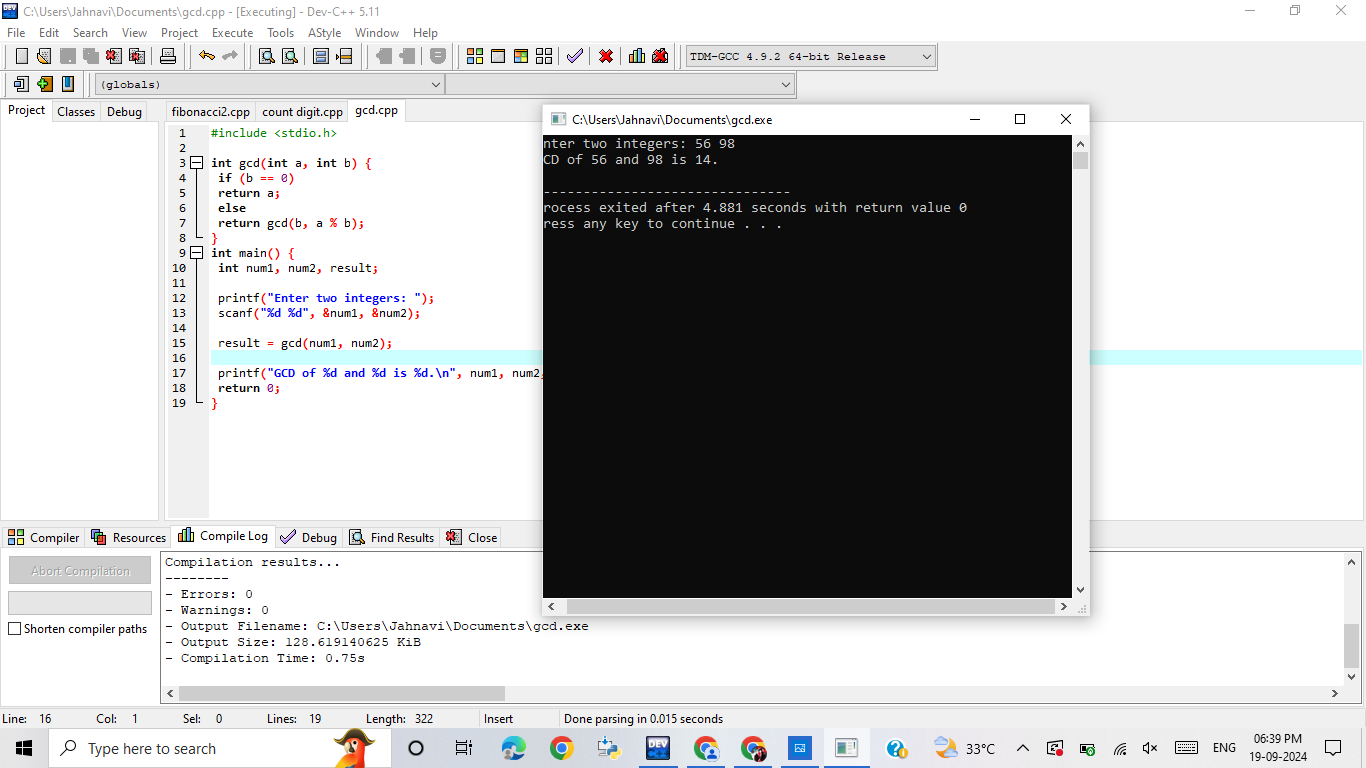 C:\Users\Jahnavi\Documents\gcd.cpp - [Executing] - Dev-C++ 5.11
File Edit Search View Project Execute Tools AStyle Window Help
TDM-GCC 4.9.2 64-bit Release
(globals)
Project Classes Debug
fibonacci2.cpp count digit.cpp gcd.cpp
1 #include <stdio.h>
2
3 int gcd(int a, int b) {
4 if (b == 0)
5 return a;
6 else
7 return gcd(b, a % b);
8 }
9 int main() {
10 int num1, num2, result;
11
12 printf("Enter two integers: ");
13 scanf("%d %d", &num1, &num2);
14
15 result = gcd(num1, num2);
16
17 printf("GCD of %d and %d is %d.\n", num1, num2,
18 return 0;
19 }
C:\Users\Jahnavi\Documents\gcd.exe
nter two integers: 56 98
CD of 56 and 98 is 14.
-------------------------------
rocess exited after 4.881 seconds with return value 0
ress any key to continue . . .
Compiler Resources Compile Log Debug Find Results Close
Abort Compilation
Shorten compiler paths
Compilation results...
--------
- Errors: 0
- Warnings: 0
- Output Filename: C:\Users\Jahnavi\Documents\gcd.exe
- Output Size: 128.619140625 KiB
- Compilation Time: 0.75s
Line: 16 Col: 1 Sel: 0 Lines: 19 Length: 322 Insert Done parsing in 0.015 seconds
Type here to search
DEV
33°C
ENG
06:39 PM
19-09-2024